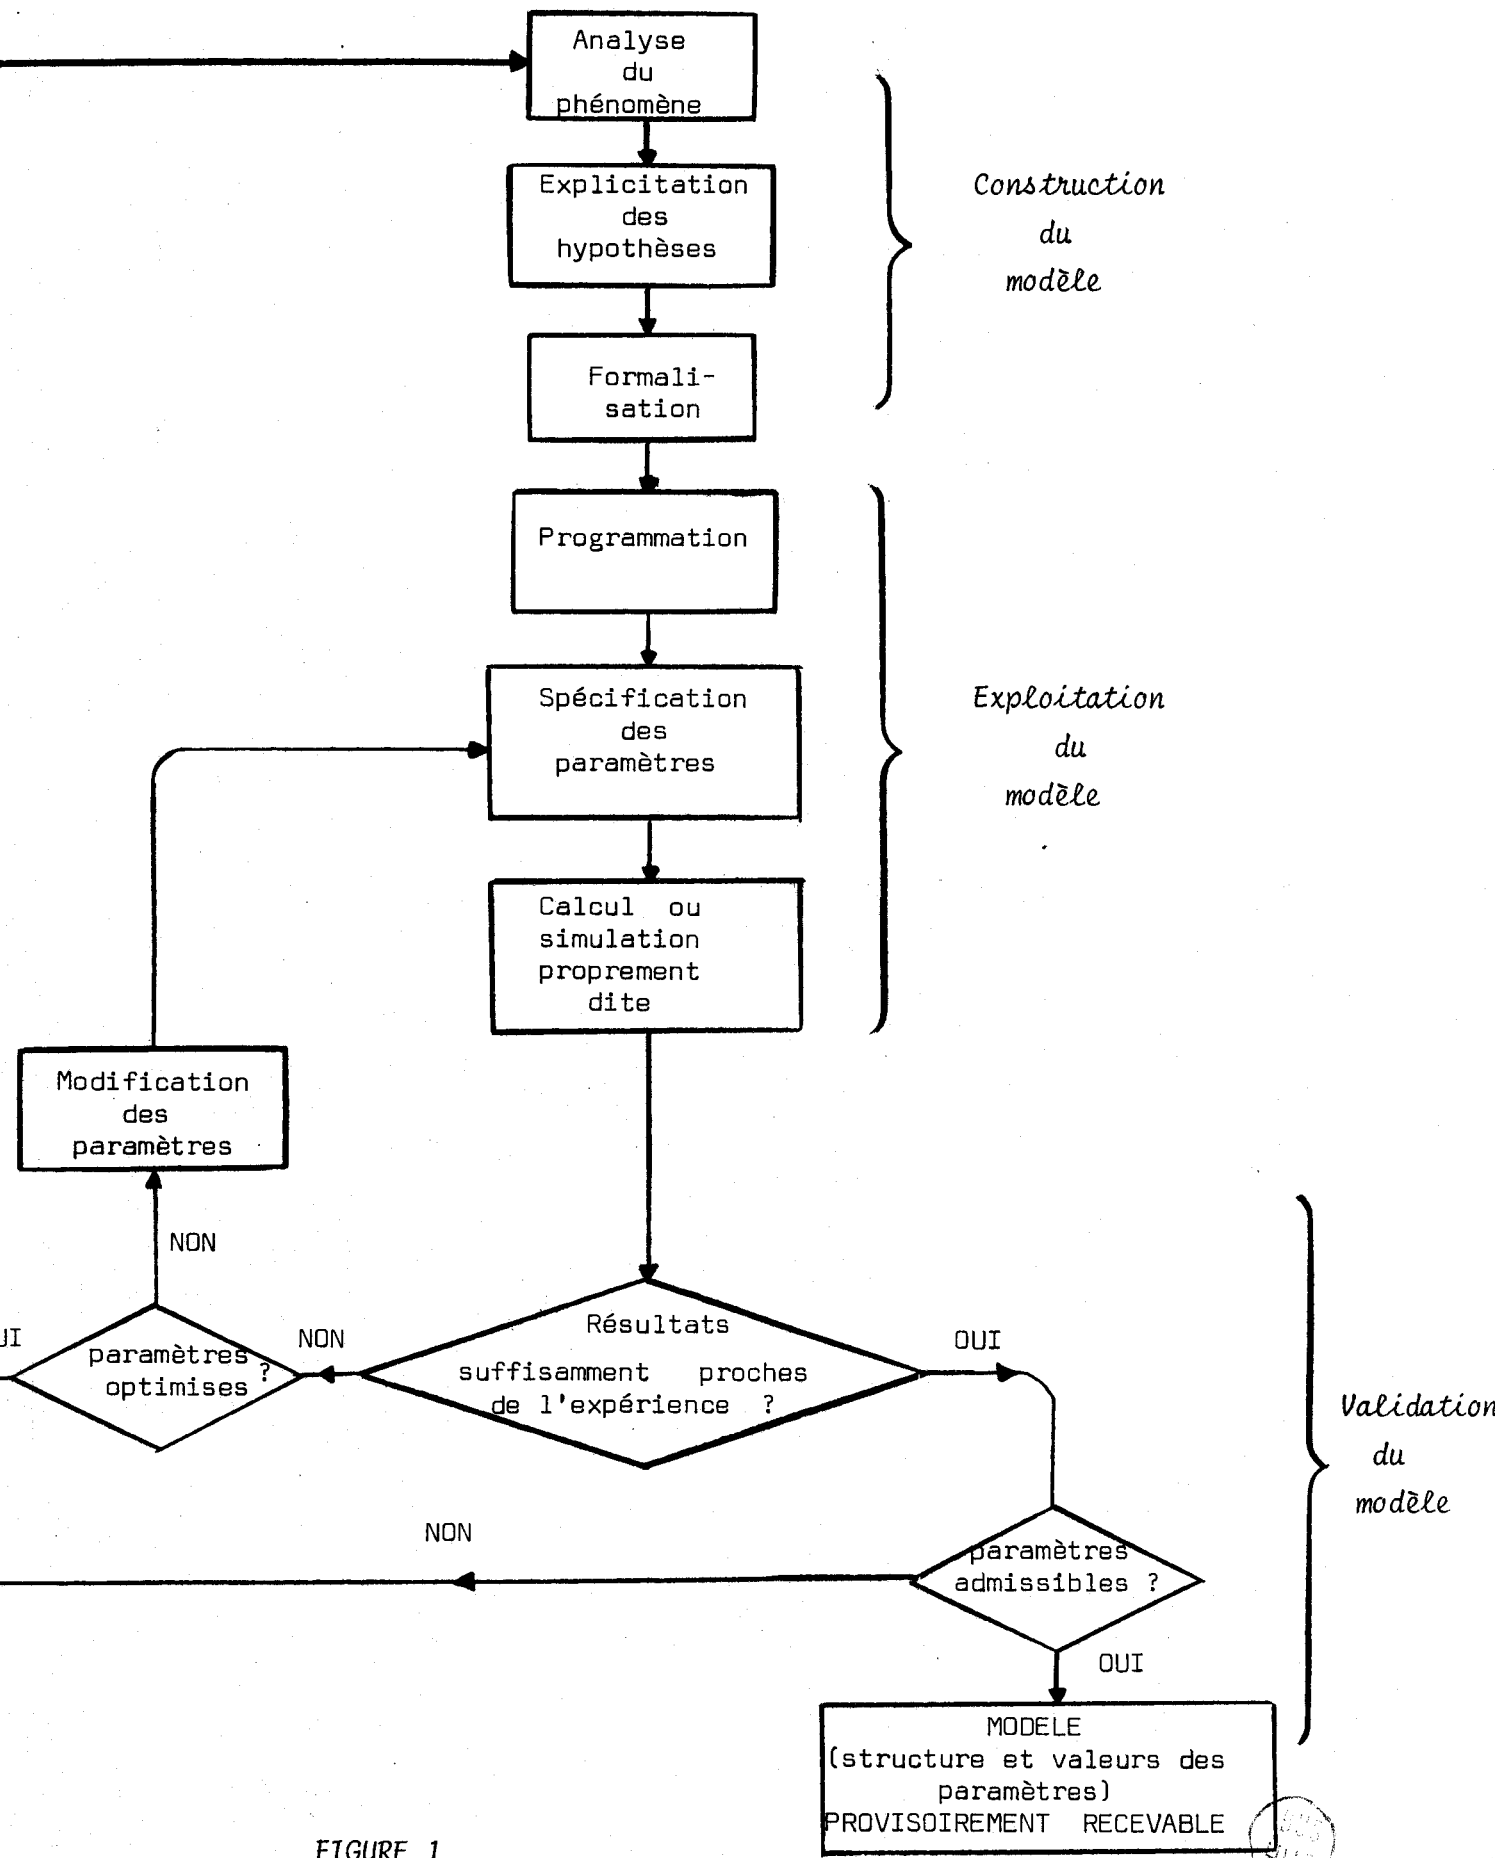 Analyse
du
phénomène
Explicitation
des
hypothèses
Construction
du
modèle
Formali-
sation
Programmation
Spécification
des
paramètres
Exploitation
du
modèle
Calcul ou
simulation
proprement
dite
Modification
des
paramètres
NON
Résultats
suffisamment proches
de l'expérience ?
NON
OUI
paramètres
optimises ?
UI
Validation
du
modèle
NON
paramètres
admissibles ?
OUI
MODELE
(structure et valeurs des
paramètres)
PROVISOIREMENT RECEVABLE
FIGURE 1